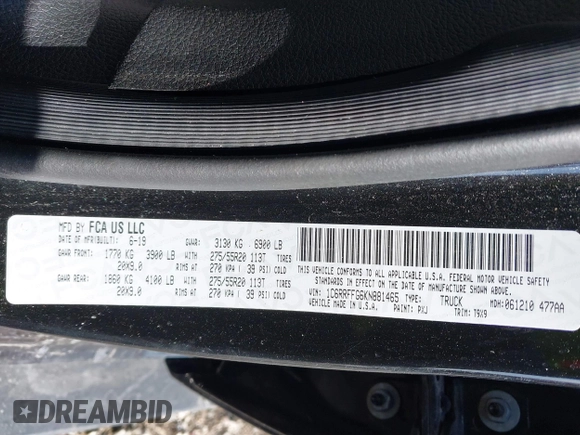 MFD BY FCA US LLC
DATE OF MFR(BUILT): 6-19 GVWR: 3130 KG - 6900 LB
GAWR FRONT: 1770 KG 3900 LB WITH 275/55R20 113T TIRES
20X9.0 RIMS AT 270 KPA ( 39 PSI) COLD
GAWR REAR: 1860 KG 4100 LB WITH 275/55R20 113T TIRES
20X9.0 RIMS AT 270 KPA ( 39 PSI) COLD
THIS VEHICLE CONFORMS TO ALL APPLICABLE U.S.A. FEDERAL MOTOR VEHICLE SAFETY
STANDARDS IN EFFECT ON THE DATE OF MANUFACTURE SHOWN ABOVE.
VIN: 1C6RRFFG6KN881465 TYPE: TRUCK MDH: 061210 477AA
VEHICLE MADE IN U.S.A. PAINT: PXJ TRIM: T9X9
DREAMBID